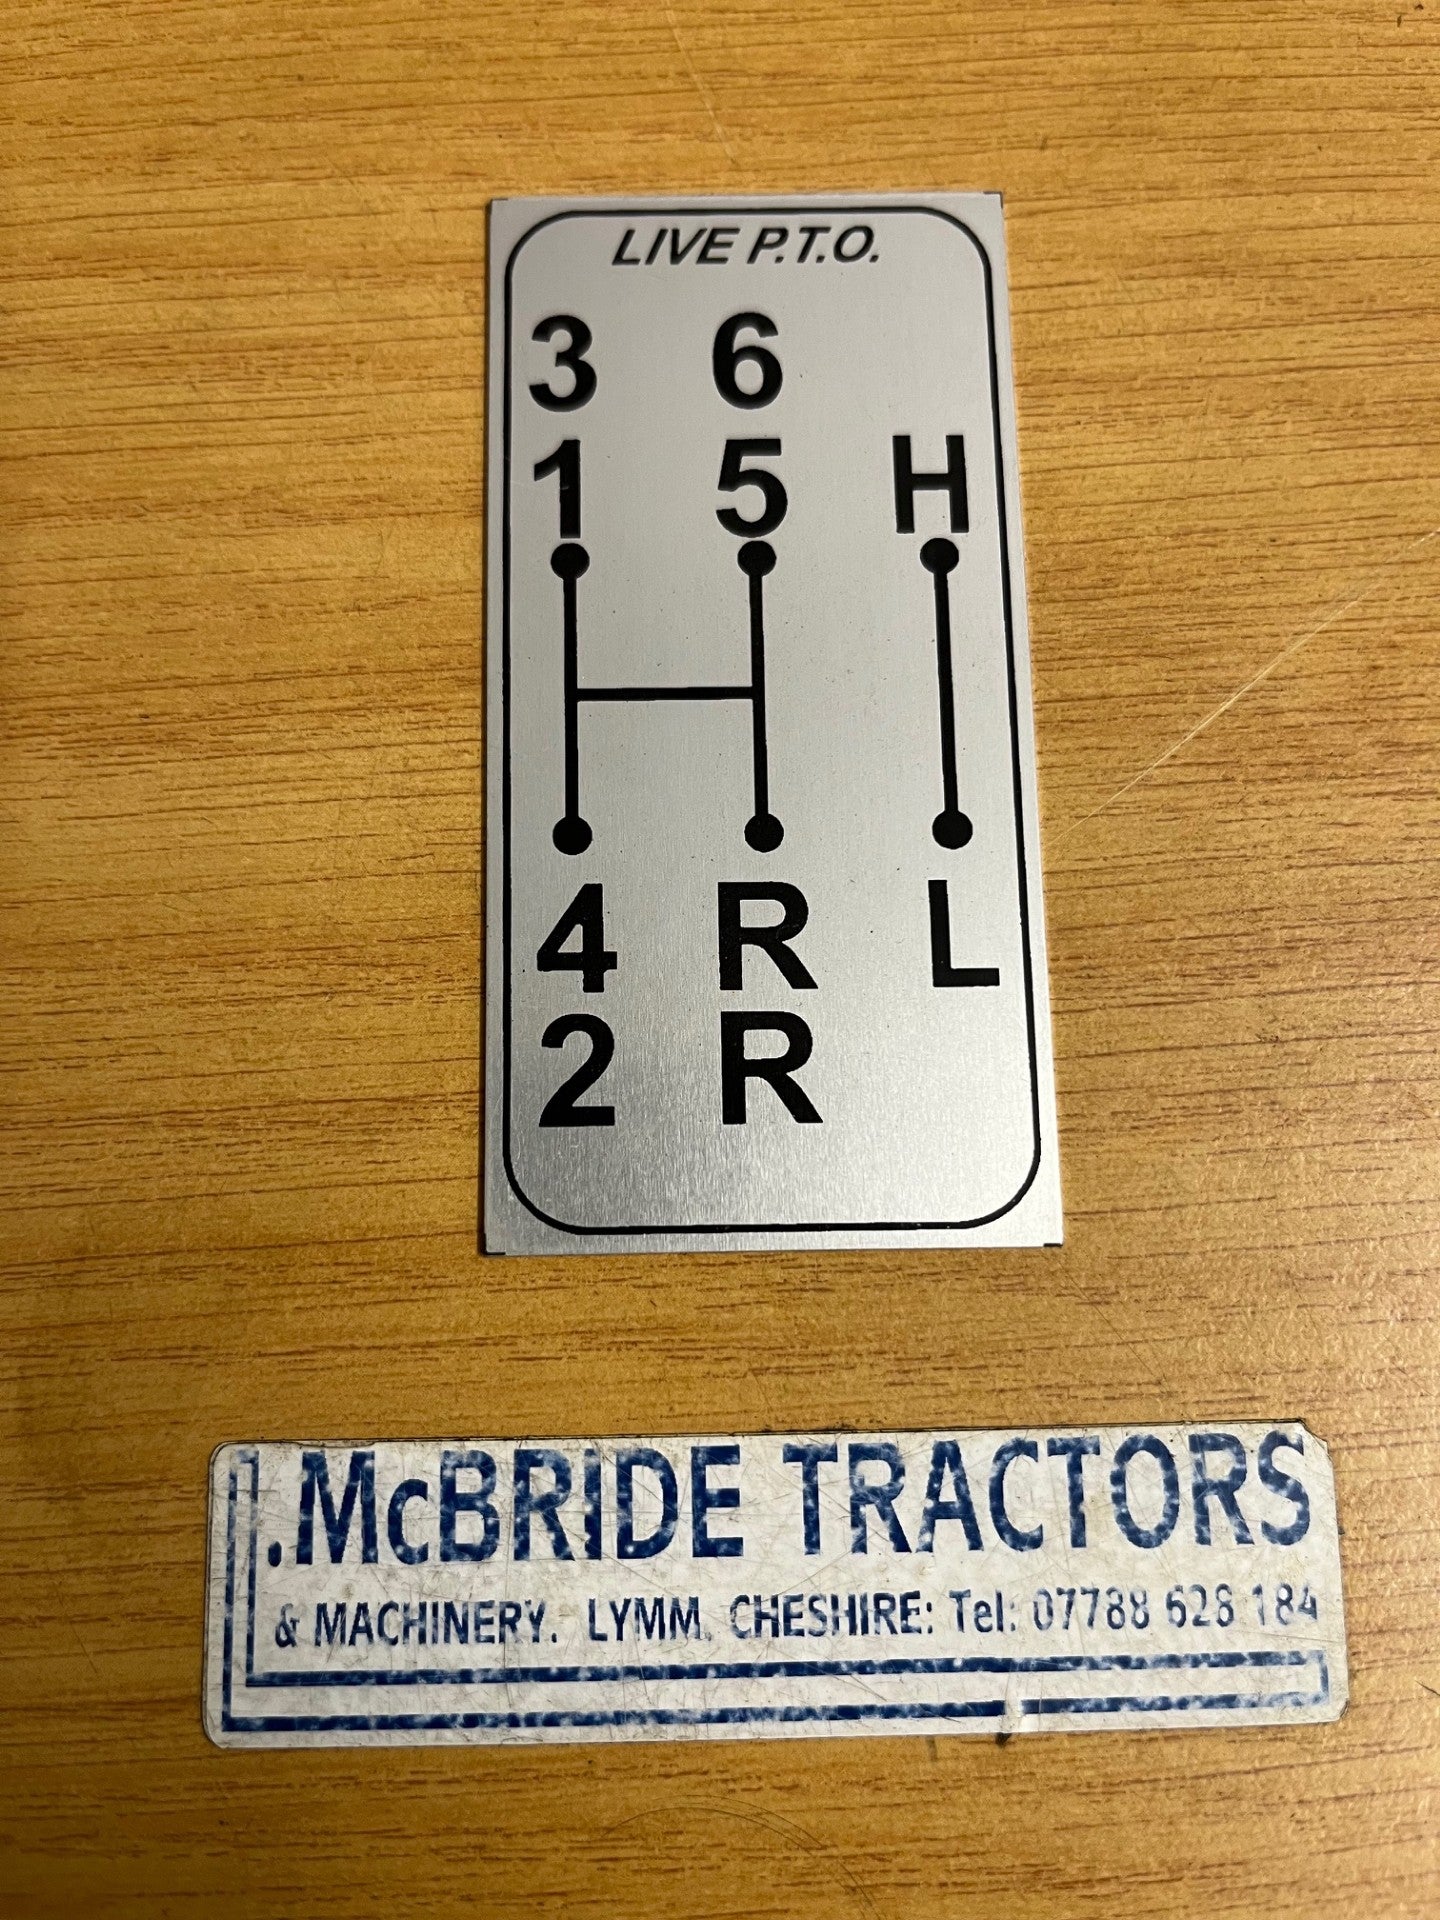 LIVE P.T.O.
3 6
1 5 H
4 R L
2 R
.McBRIDE TRACTORS
& MACHINERY. LYMM. CHESHIRE: Tel: 07788 628 184